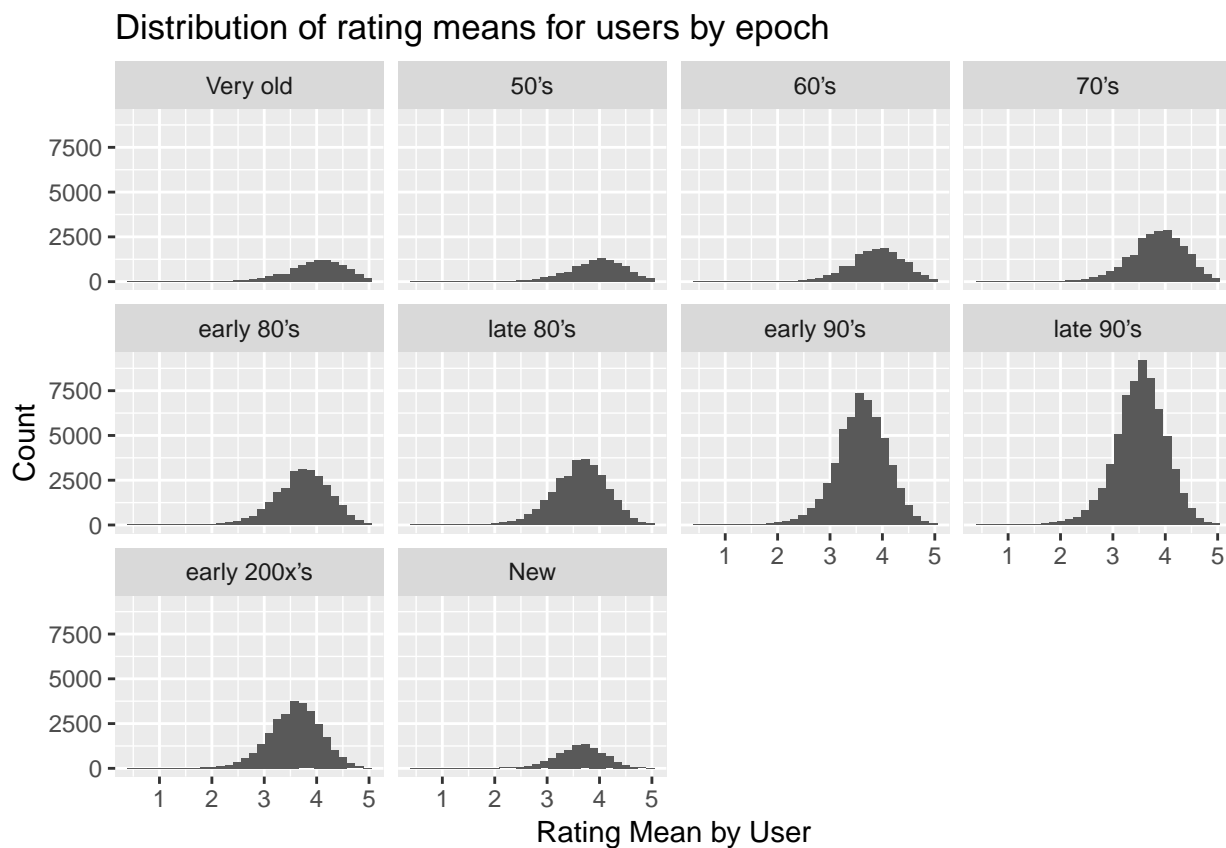 Distribution of rating means for users by epoch
Very old 50’s 60’s 70’s
7500
5000
2500
0
early 80’s late 80’s early 90’s late 90’s
7500
5000
2500
0
1 2 3 4 5 1 2 3 4 5
early 200x’s New
7500
5000
2500
0
1 2 3 4 5 1 2 3 4 5
Count
Rating Mean by User